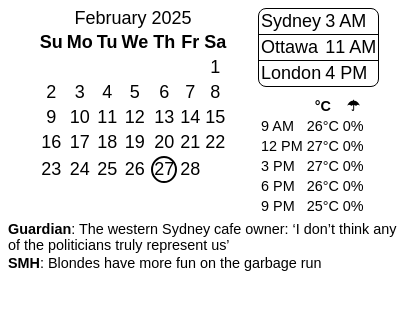 February 2025
Su Mo Tu We Th Fr Sa
1
2 3 4 5 6 7 8
9 10 11 12 13 14 15
16 17 18 19 20 21 22
23 24 25 26 27 28
Sydney 3 AM
Ottawa 11 AM
London 4 PM
°C ☂
9 AM 26°C 0%
12 PM 27°C 0%
3 PM 27°C 0%
6 PM 26°C 0%
9 PM 25°C 0%
Guardian: The western Sydney cafe owner: ‘I don’t think any
of the politicians truly represent us’
SMH: Blondes have more fun on the garbage run